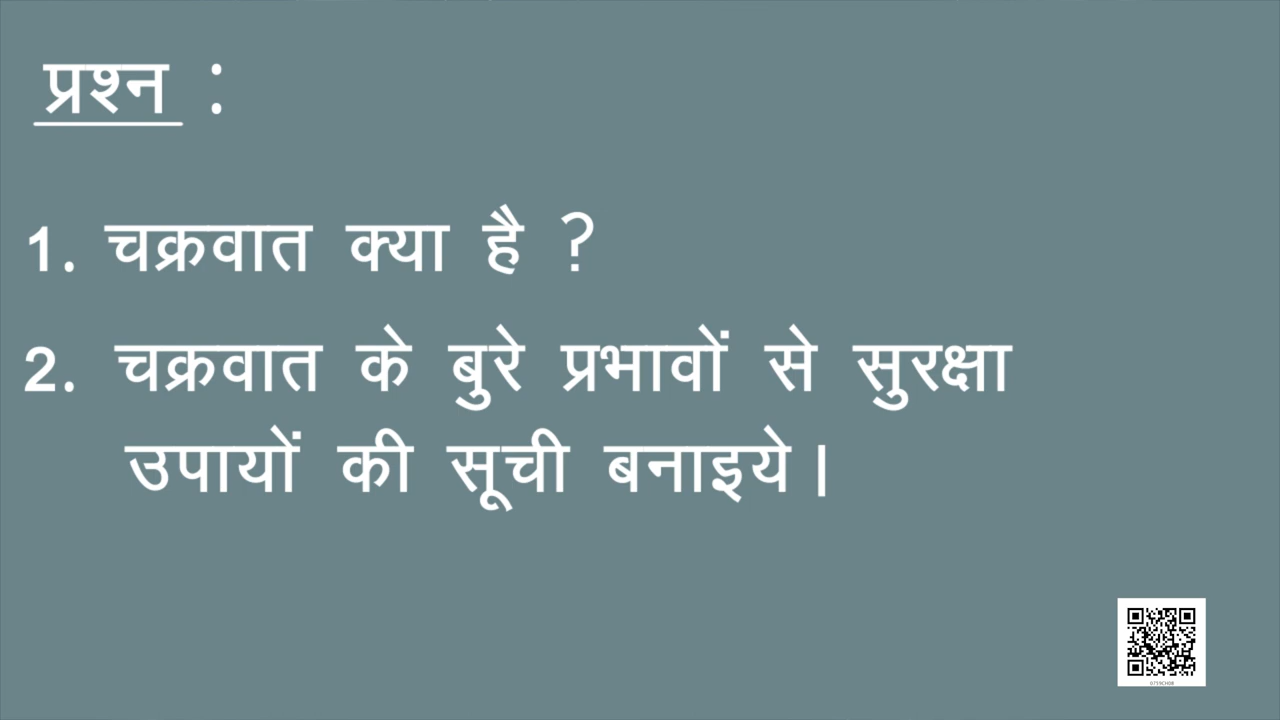 प्रश्न :
1. चक्रवात क्या है ?
2. चक्रवात के बुरे प्रभावों से सुरक्षा
उपायों की सूची बनाइये।